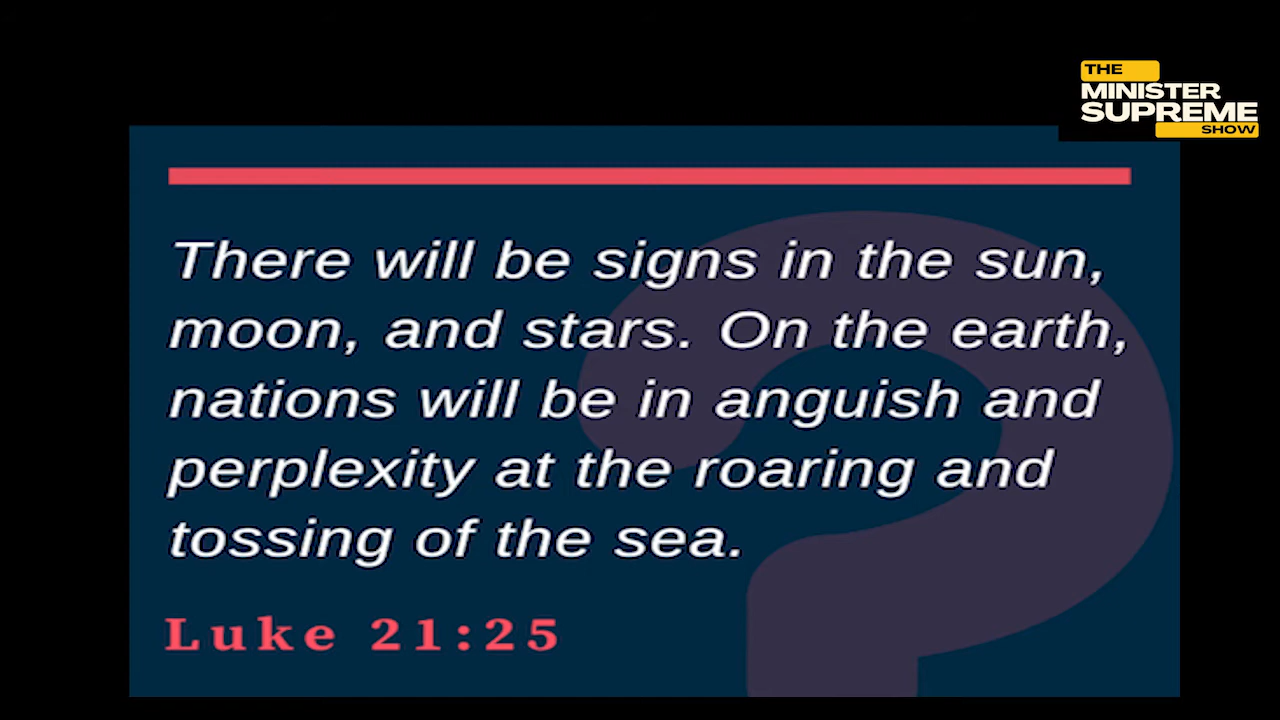 THE
MINISTER
SUPREME
SHOW
There will be signs in the sun,
moon, and stars. On the earth,
nations will be in anguish and
perplexity at the roaring and
tossing of the sea.
Luke 21:25